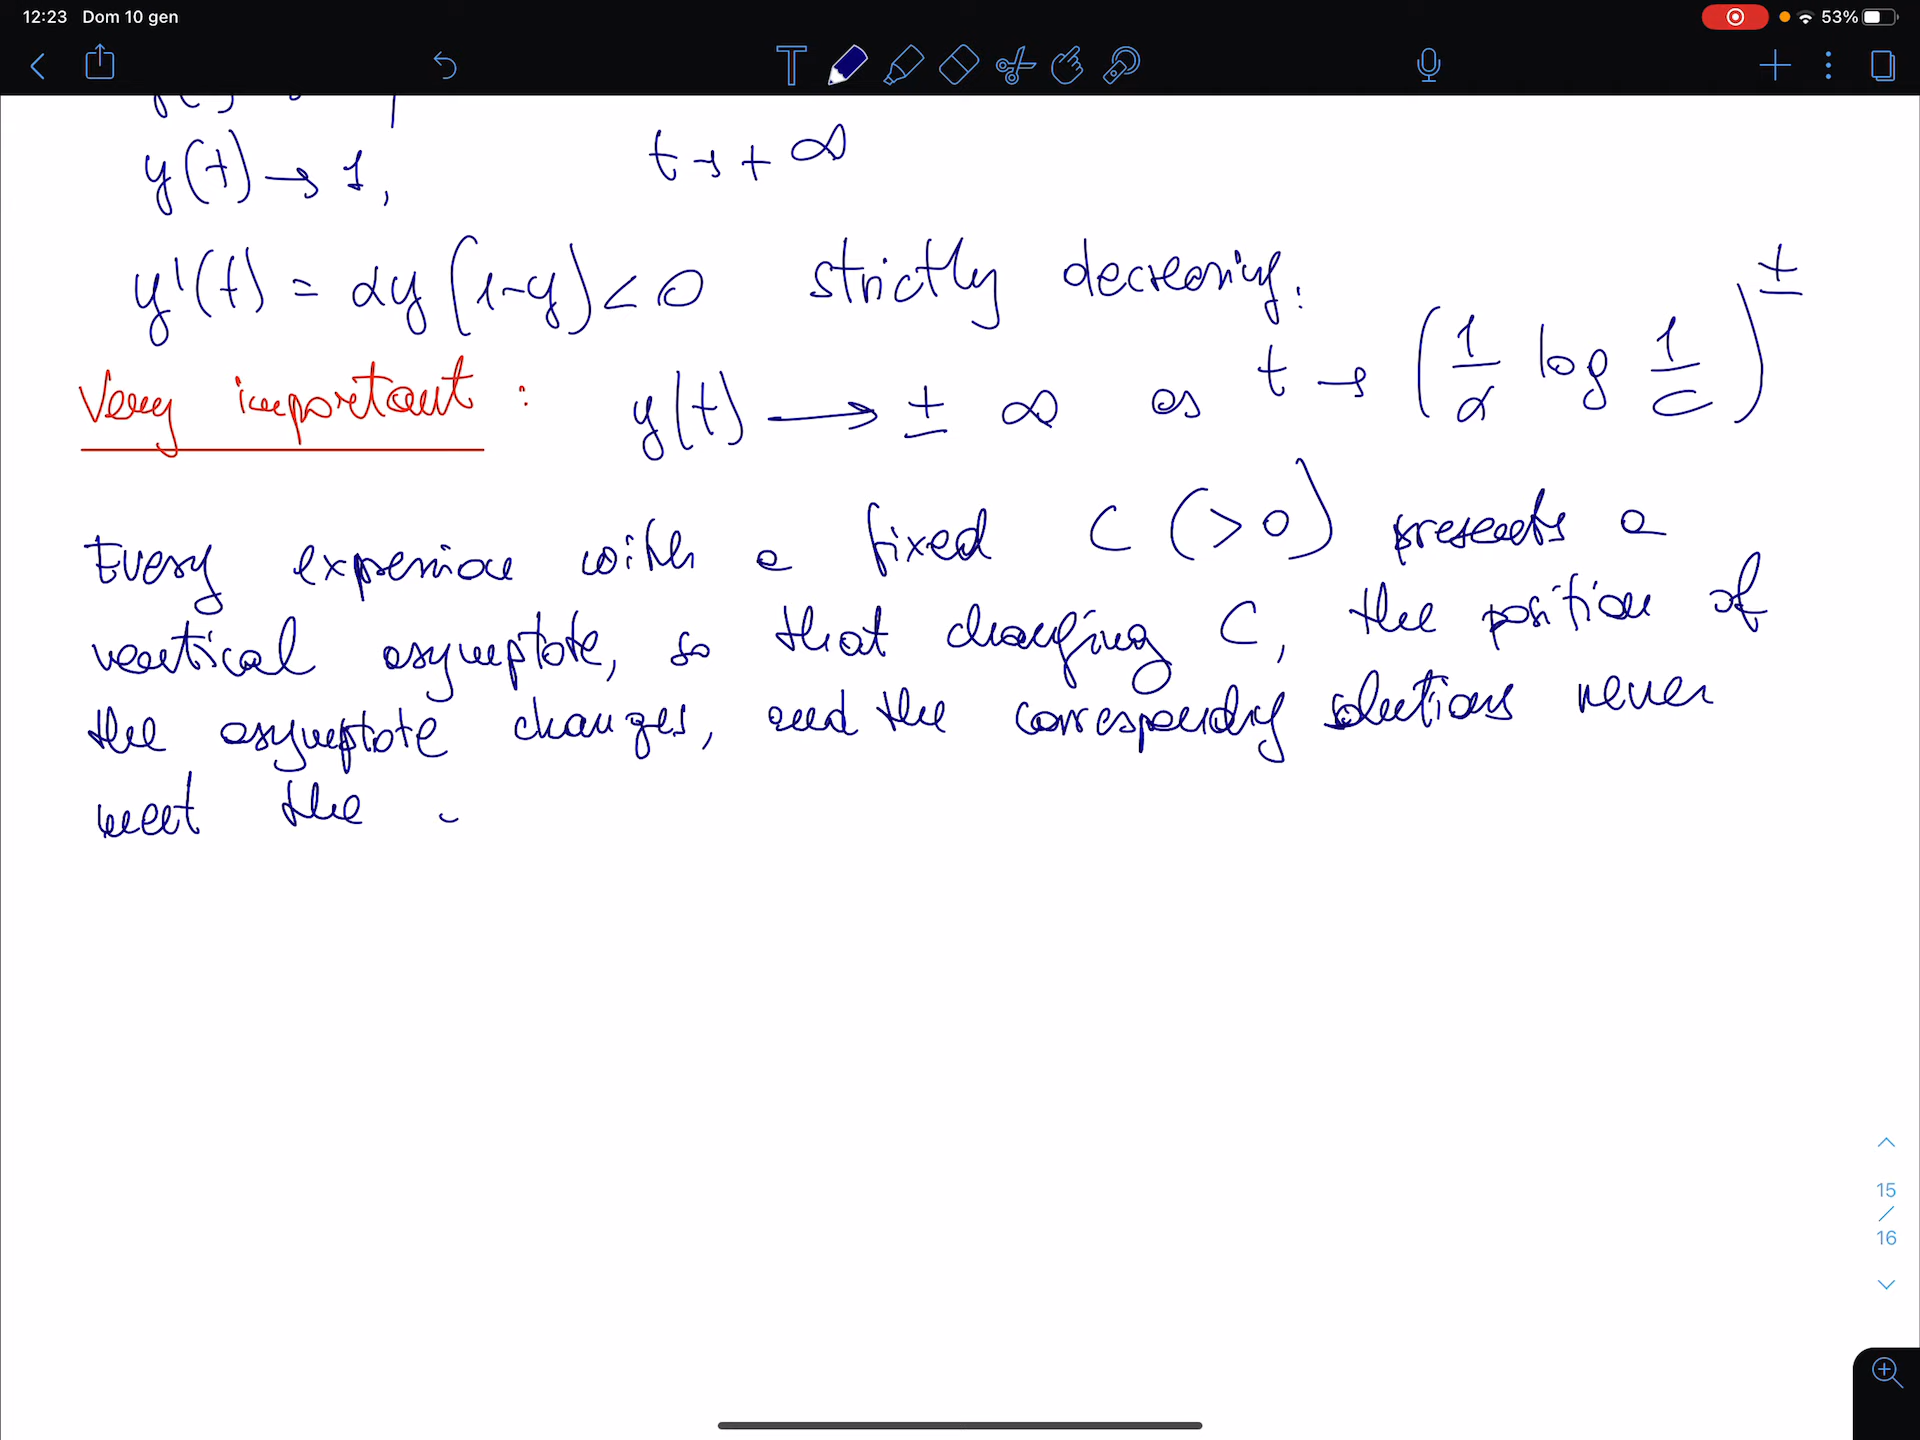 12:23 Dom 10 gen 53%
y(t) → 1, t → + ∞
y'(t) = αy (1-y) < 0 strictly decreasing.
Very important : y(t) → ± ∞ as t → (1/α log 1/C)^±
Every expression with a fixed C (>0) presents a
vertical asymptote, so that changing C, the position of
the asymptote changes, and the corresponding solutions never
meet the
15
/
16